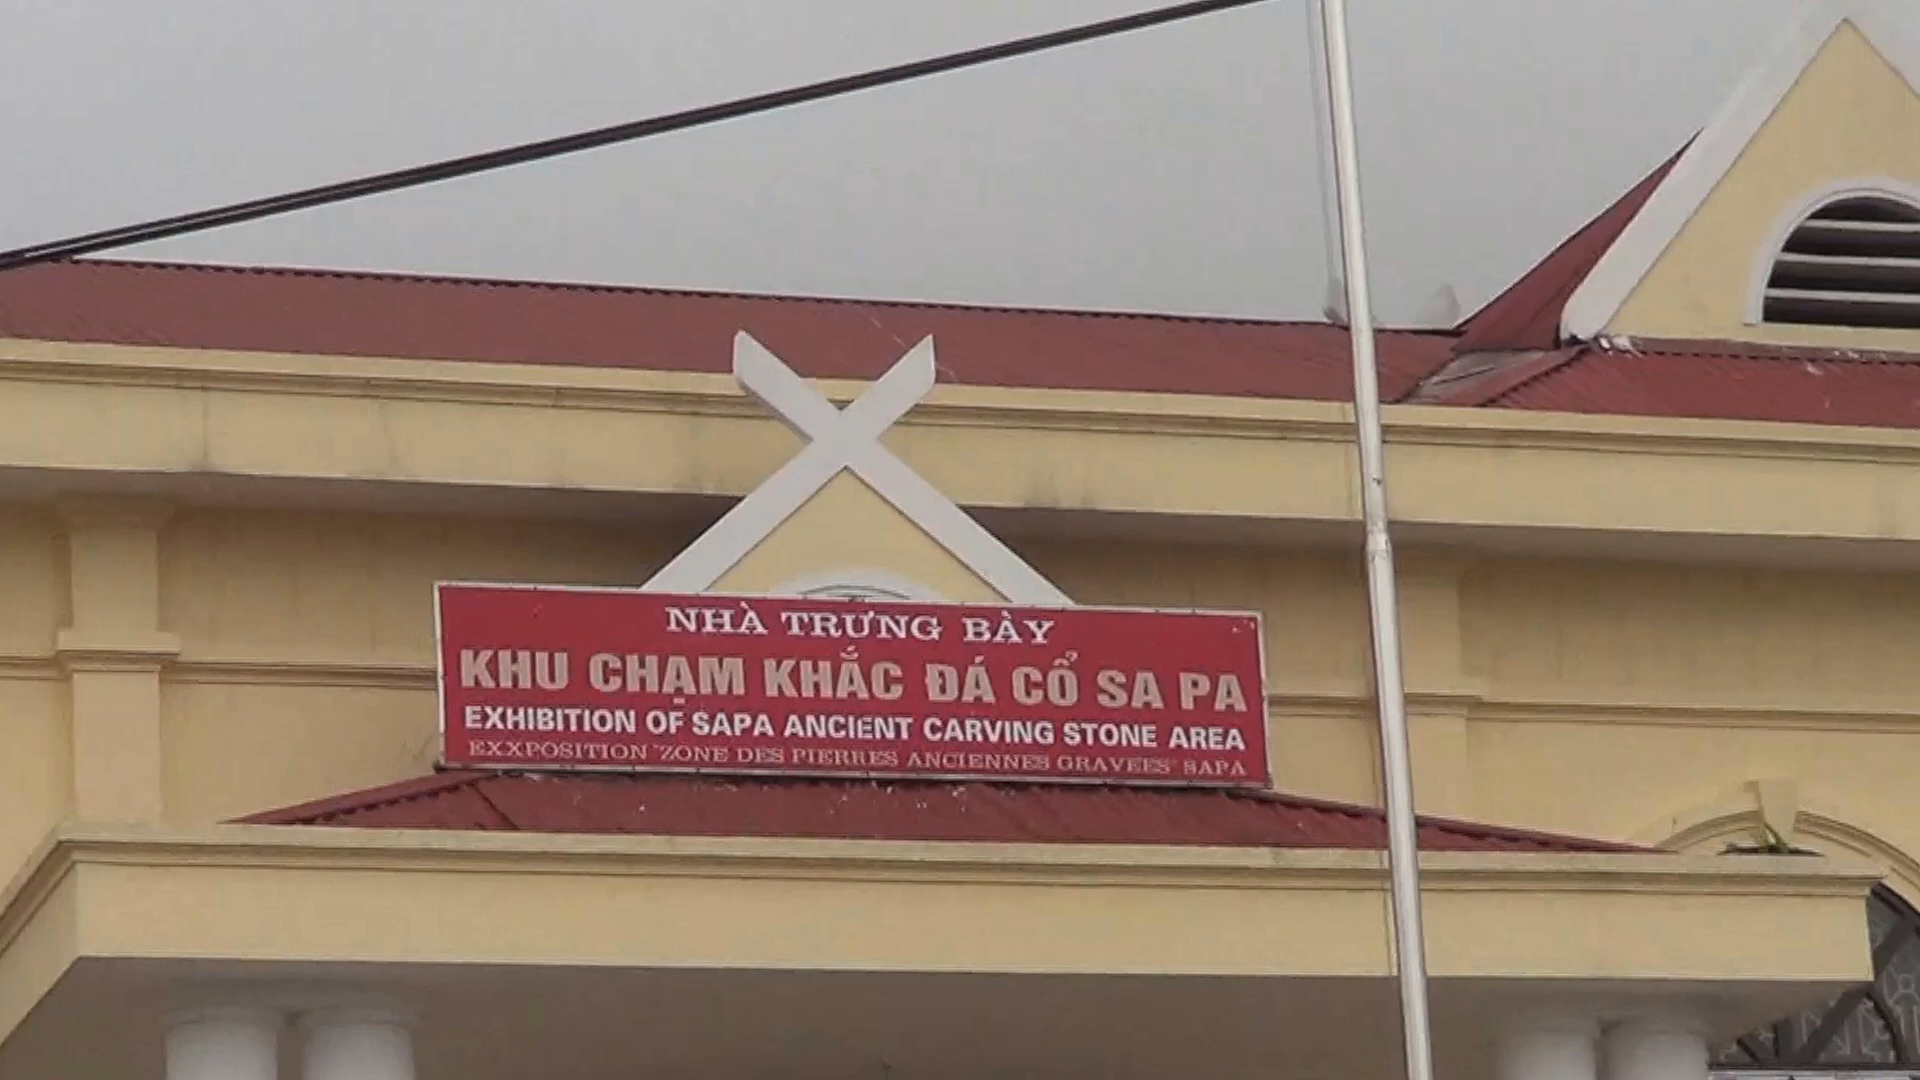 NHÀ TRƯNG BÀY
KHU CHẠM KHẮC ĐÁ CỔ SA PA
EXHIBITION OF SAPA ANCIENT CARVING STONE AREA
EXXPOSITION "ZONE DES PIERRES ANCIENNES GRAVEES" SAPA